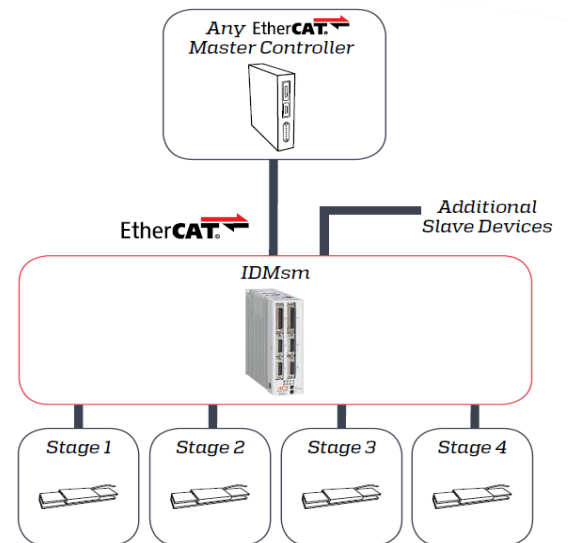 Any EtherCAT.
Master Controller
EtherCAT®
Additional
Slave Devices
IDMsm
Stage 1
Stage 2
Stage 3
Stage 4